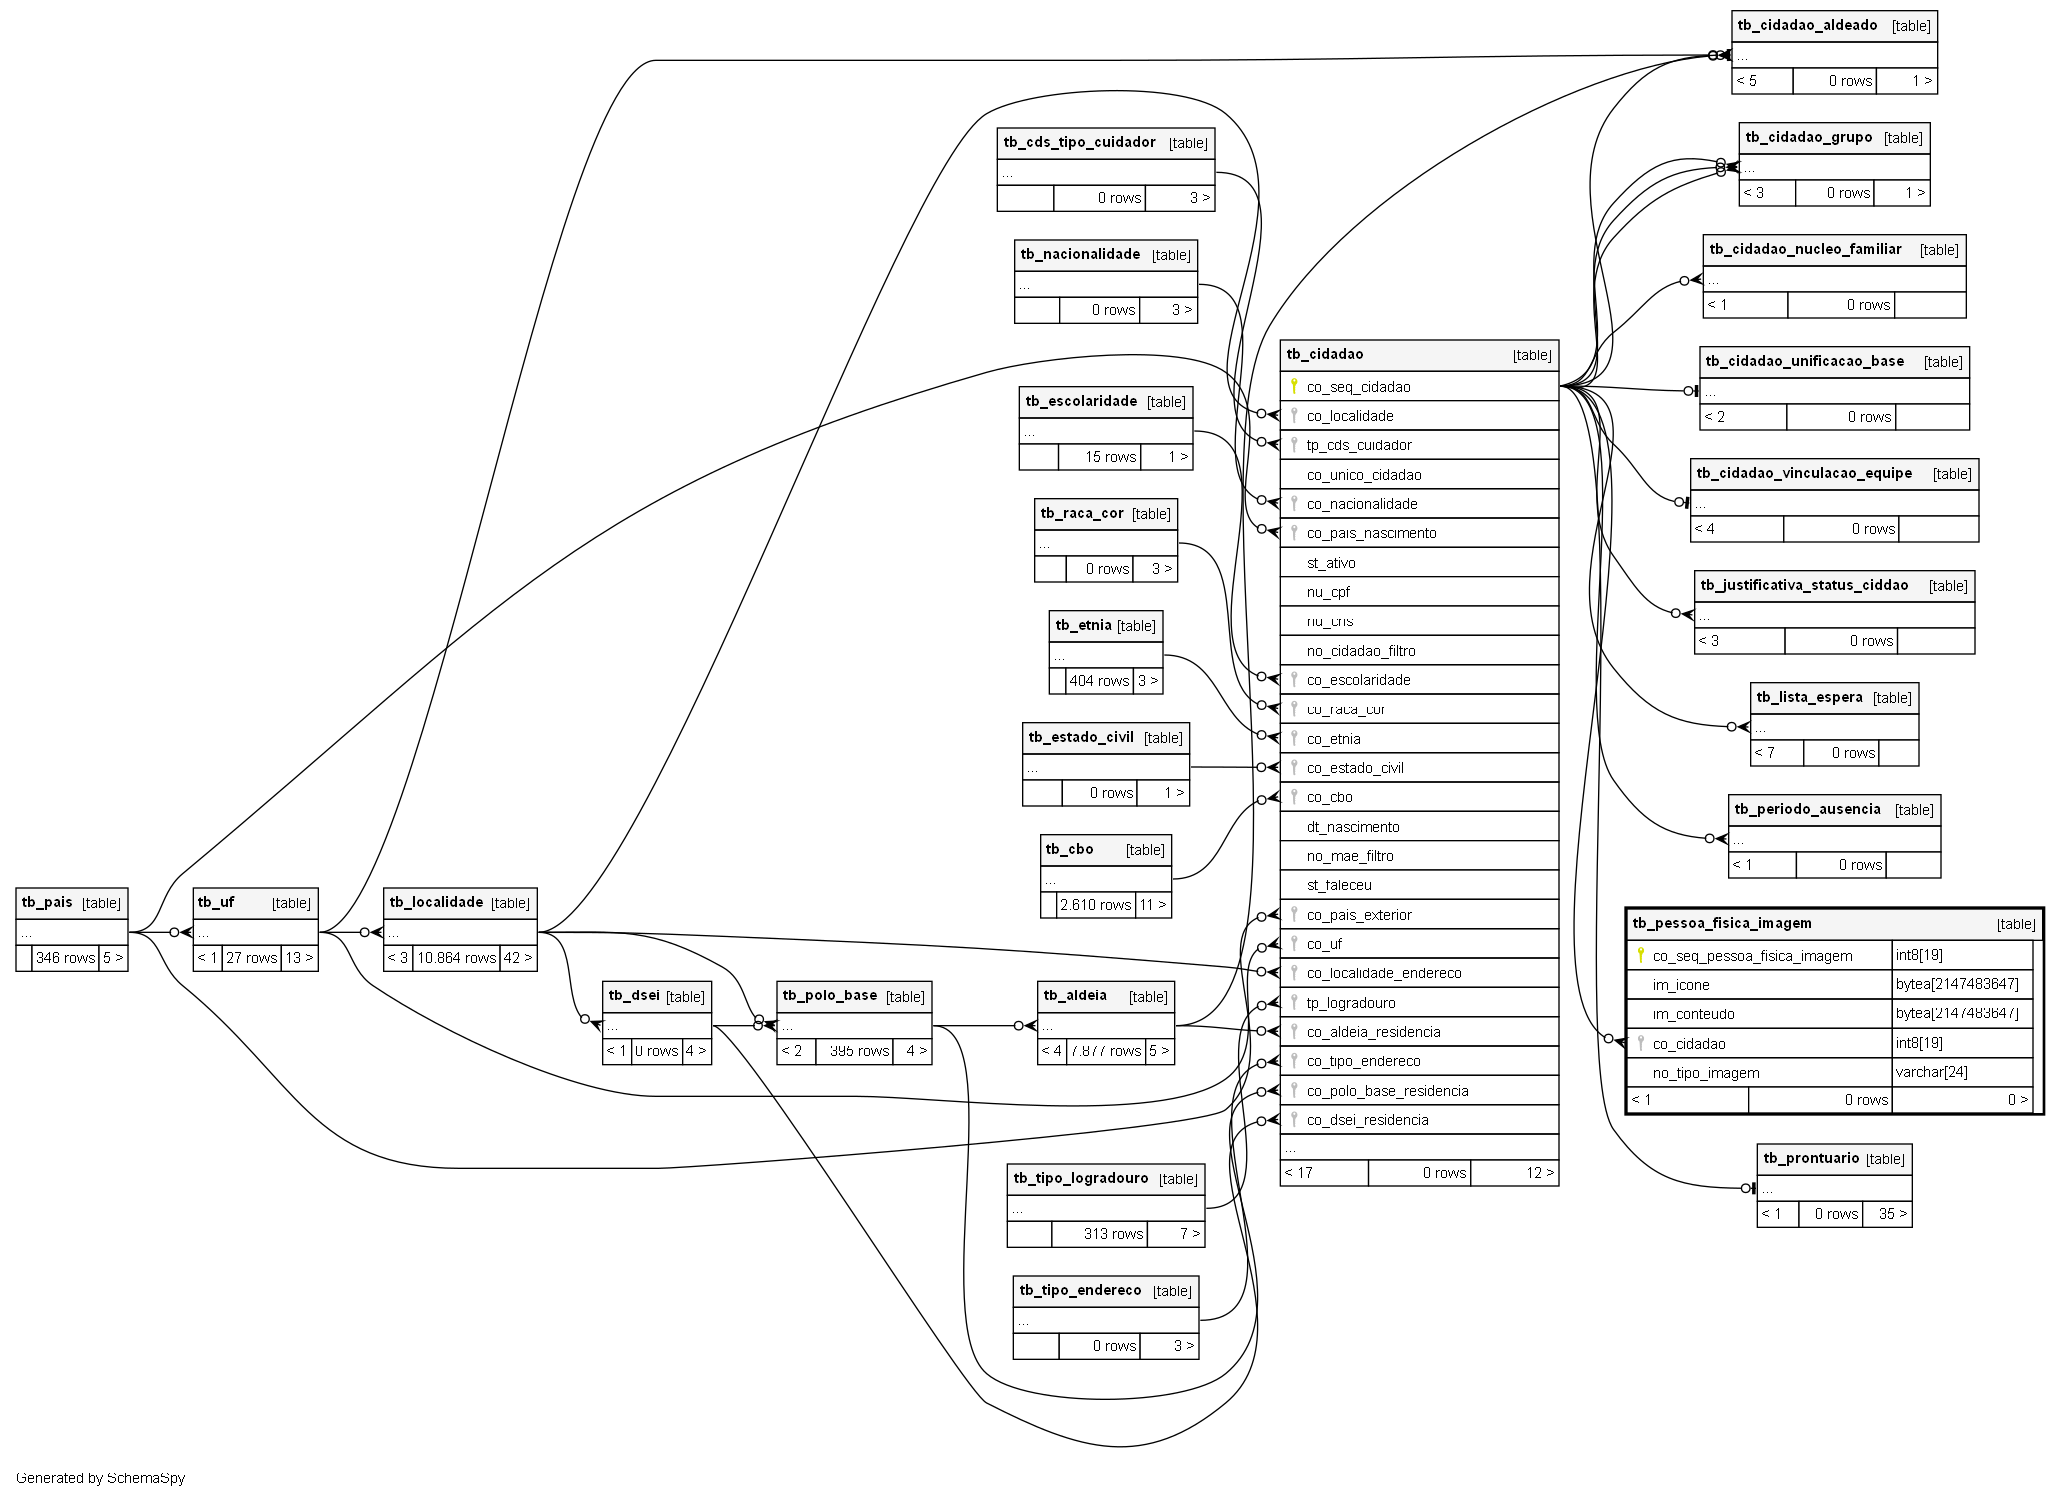 tb_cidadao_aldeado [table]
...
< 5 0 rows 1 >
tb_cidadao_grupo [table]
...
< 3 0 rows 1 >
tb_cds_tipo_cuidador [table]
...
0 rows 3 >
tb_nacionalidade [table]
...
0 rows 3 >
tb_cidadao_nucleo_familiar [table]
...
< 1 0 rows
tb_cidadao [table]
co_seq_cidadao
co_localidade
tp_cds_cuidador
co_unico_cidadao
co_nacionalidade
co_pais_nascimento
st_ativo
nu_cpf
nu_cns
no_cidadao_filtro
co_escolaridade
co_raca_cor
co_etnia
co_estado_civil
co_cbo
dt_nascimento
no_mae_filtro
st_faleceu
co_pais_exterior
co_uf
co_localidade_endereco
tp_logradouro
co_aldeia_residencia
co_tipo_endereco
co_polo_base_residencia
co_dsei_residencia
...
< 17 0 rows 12 >
tb_cidadao_unificacao_base [table]
...
< 2 0 rows
tb_escolaridade [table]
...
15 rows 1 >
tb_cidadao_vinculacao_equipe [table]
...
< 4 0 rows
tb_raca_cor [table]
...
0 rows 3 >
tb_justificativa_status_ciddao [table]
...
< 3 0 rows
tb_etnia [table]
...
404 rows 3 >
tb_lista_espera [table]
...
< 7 0 rows
tb_estado_civil [table]
...
0 rows 1 >
tb_periodo_ausencia [table]
...
< 1 0 rows
tb_cbo [table]
...
2.610 rows 11 >
tb_pais [table]
...
346 rows 5 >
tb_uf [table]
...
< 1 27 rows 13 >
tb_localidade [table]
...
< 3 10.864 rows 42 >
tb_pessoa_fisica_imagem [table]
co_seq_pessoa_fisica_imagem int8[19]
im_icone bytea[2147483647]
im_conteudo bytea[2147483647]
co_cidadao int8[19]
no_tipo_imagem varchar[24]
< 1 0 rows 0 >
tb_dsei [table]
...
< 1 0 rows 4 >
tb_polo_base [table]
...
< 2 395 rows 4 >
tb_aldeia [table]
...
< 4 7.877 rows 5 >
tb_prontuario [table]
...
< 1 0 rows 35 >
tb_tipo_logradouro [table]
...
313 rows 7 >
tb_tipo_endereco [table]
...
0 rows 3 >
Generated by SchemaSpy